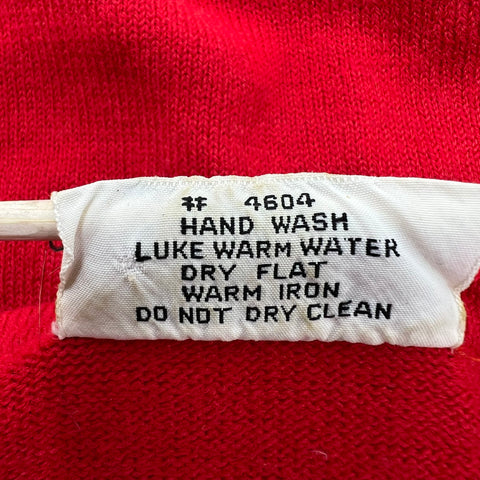 # 4604
HAND WASH
LUKE WARM WATER
DRY FLAT
WARM IRON
DO NOT DRY CLEAN